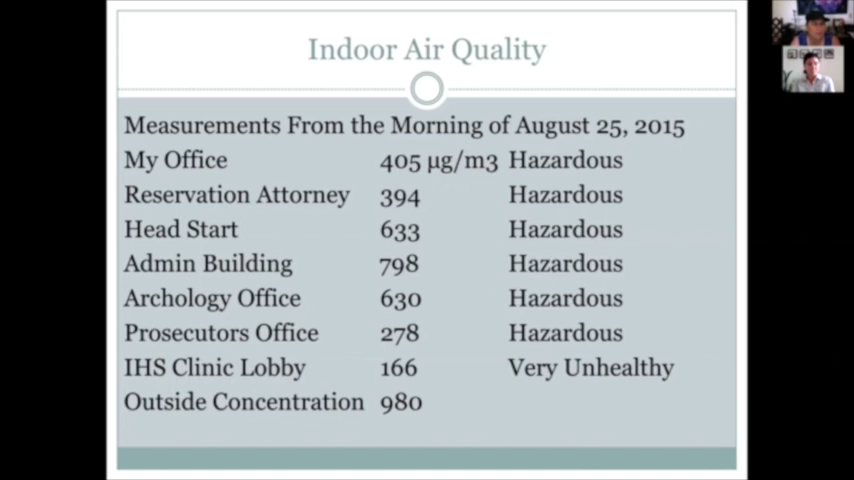 Indoor Air Quality
Measurements From the Morning of August 25, 2015
My Office 405 µg/m3 Hazardous
Reservation Attorney 394 Hazardous
Head Start 633 Hazardous
Admin Building 798 Hazardous
Archology Office 630 Hazardous
Prosecutors Office 278 Hazardous
IHS Clinic Lobby 166 Very Unhealthy
Outside Concentration 980